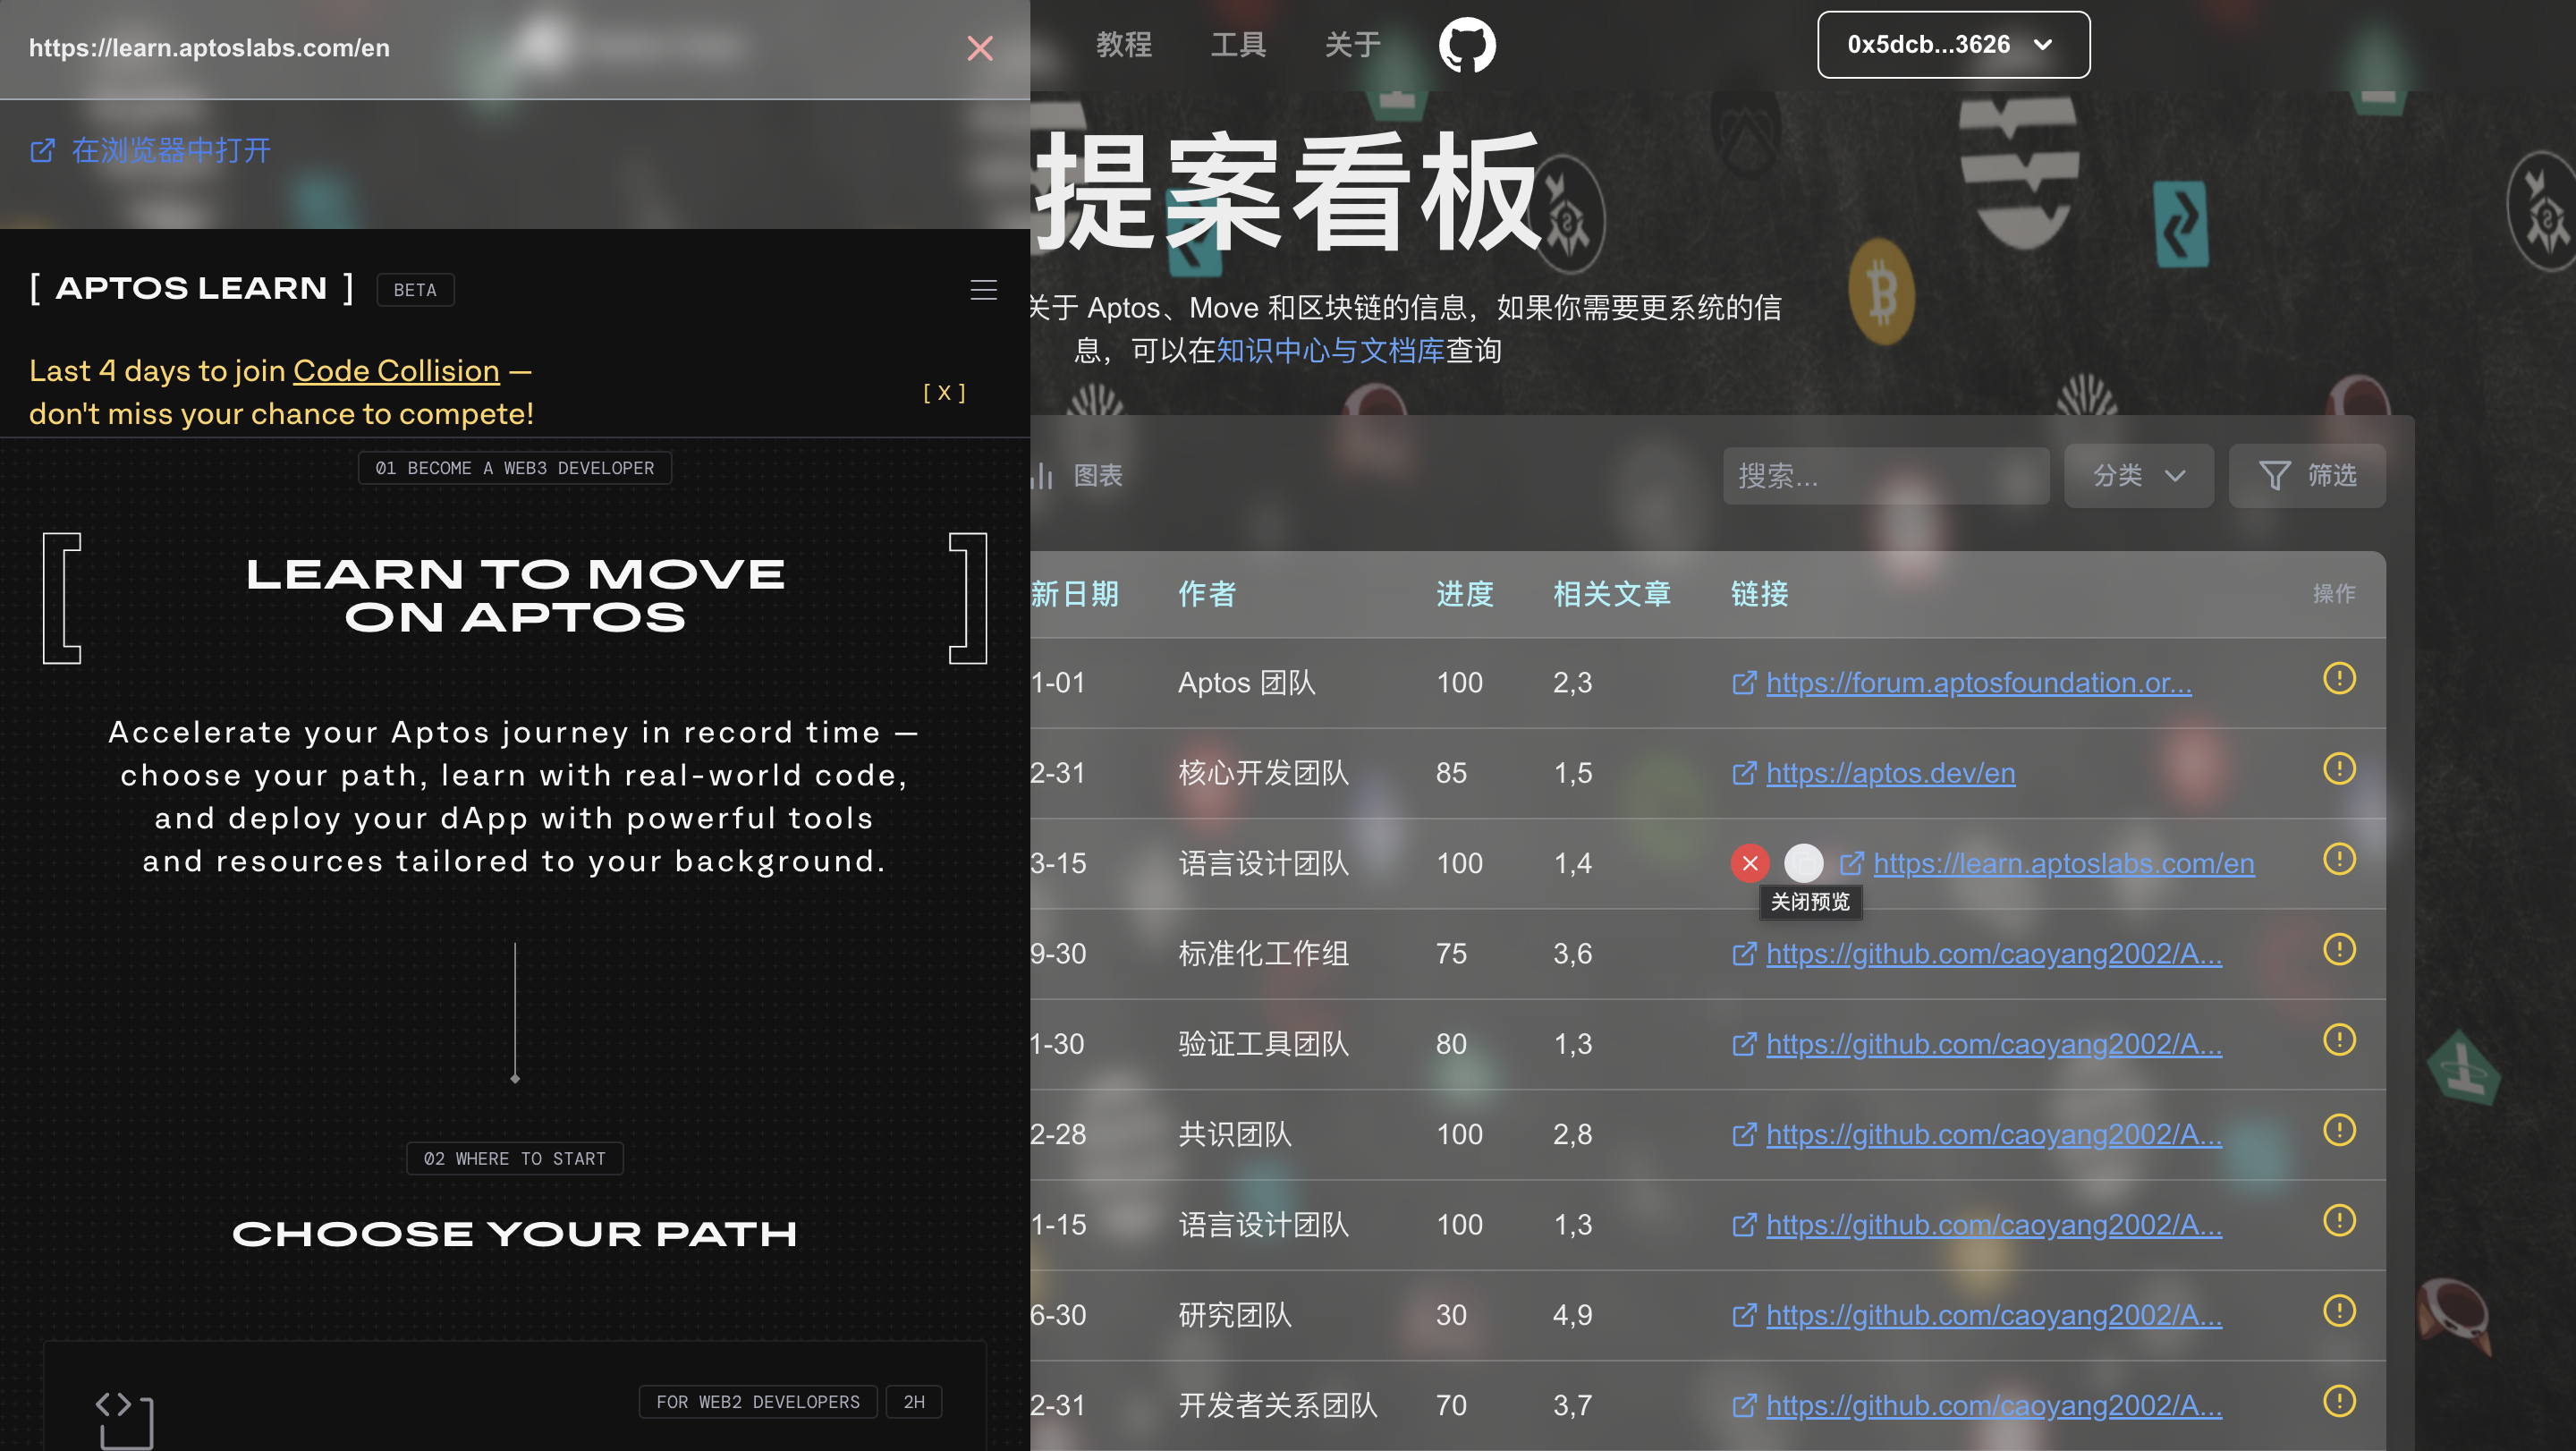 https://learn.aptoslabs.com/en
在浏览器中打开
[ APTOS LEARN ] BETA
Last 4 days to join Code Collision —
don't miss your chance to compete!
[ X ]
01 BECOME A WEB3 DEVELOPER
LEARN TO MOVE
ON APTOS
Accelerate your Aptos journey in record time —
choose your path, learn with real-world code,
and deploy your dApp with powerful tools
and resources tailored to your background.
02 WHERE TO START
CHOOSE YOUR PATH
FOR WEB2 DEVELOPERS 2H
教程 工具 关于 0x5dcb...3626
提案看板
关于 Aptos、Move 和区块链的信息，如果你需要更系统的信
息，可以在知识中心与文档库查询
图表 搜索... 分类 筛选
新日期 作者 进度 相关文章 链接 操作
1-01 Aptos 团队 100 2,3 https://forum.aptosfoundation.or...
2-31 核心开发团队 85 1,5 https://aptos.dev/en
3-15 语言设计团队 100 1,4 https://learn.aptoslabs.com/en
关闭预览
9-30 标准化工作组 75 3,6 https://github.com/caoyang2002/A...
1-30 验证工具团队 80 1,3 https://github.com/caoyang2002/A...
2-28 共识团队 100 2,8 https://github.com/caoyang2002/A...
1-15 语言设计团队 100 1,3 https://github.com/caoyang2002/A...
6-30 研究团队 30 4,9 https://github.com/caoyang2002/A...
2-31 开发者关系团队 70 3,7 https://github.com/caoyang2002/A...